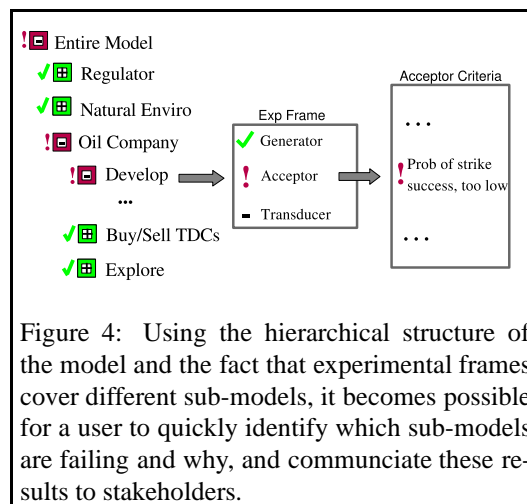 Entire Model
Regulator
Natural Enviro
Oil Company
Develop
...
Buy/Sell TDCs
Explore
Exp Frame
Generator
! Acceptor
- Transducer
Acceptor Criteria
...
! Prob of strike
success, too low
...
Figure 4: Using the hierarchical structure of
the model and the fact that experimental frames
cover different sub-models, it becomes possible
for a user to quickly identify which sub-models
are failing and why, and communciate these re-
sults to stakeholders.